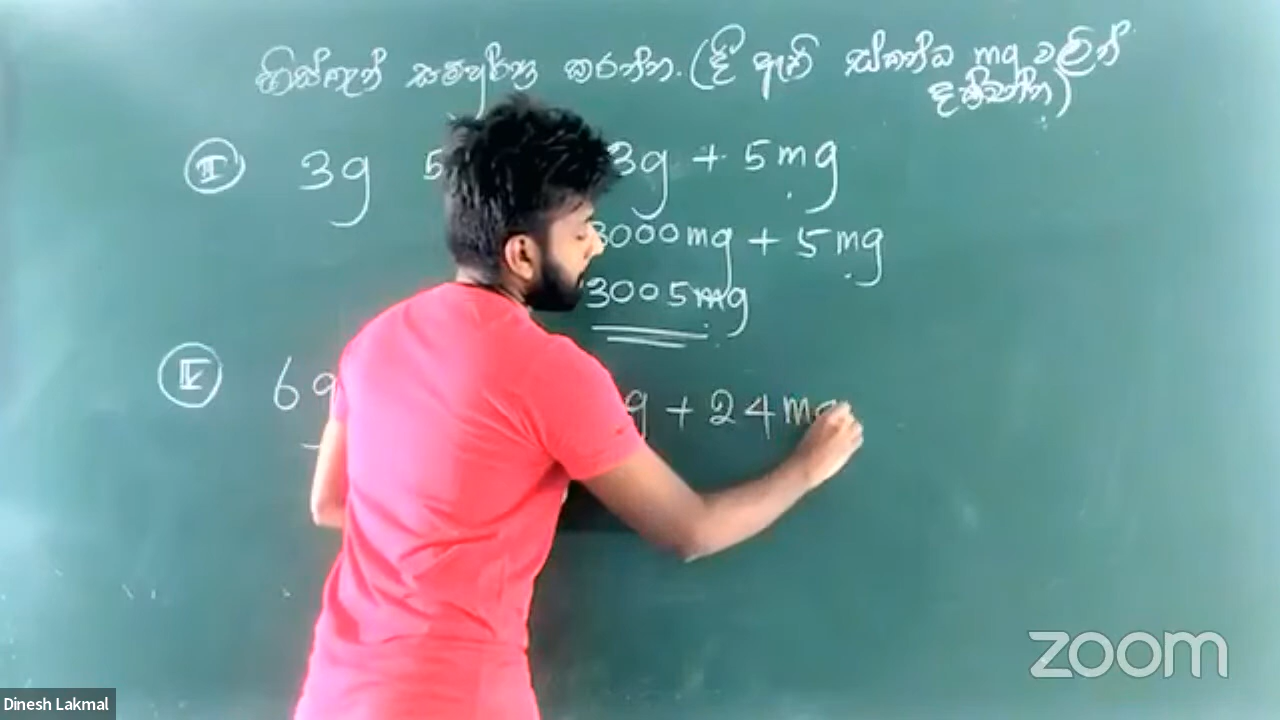 හිස්තැන් සම්පූර්ණ කරන්න. (දී ඇති ස්කන්ධ mg වලින්
දක්වන්න)
Ⅰ 3g 5 3g + 5mg
3000mg + 5mg
3005mg
Ⅱ 6g g + 24mg
zoom
Dinesh Lakmal